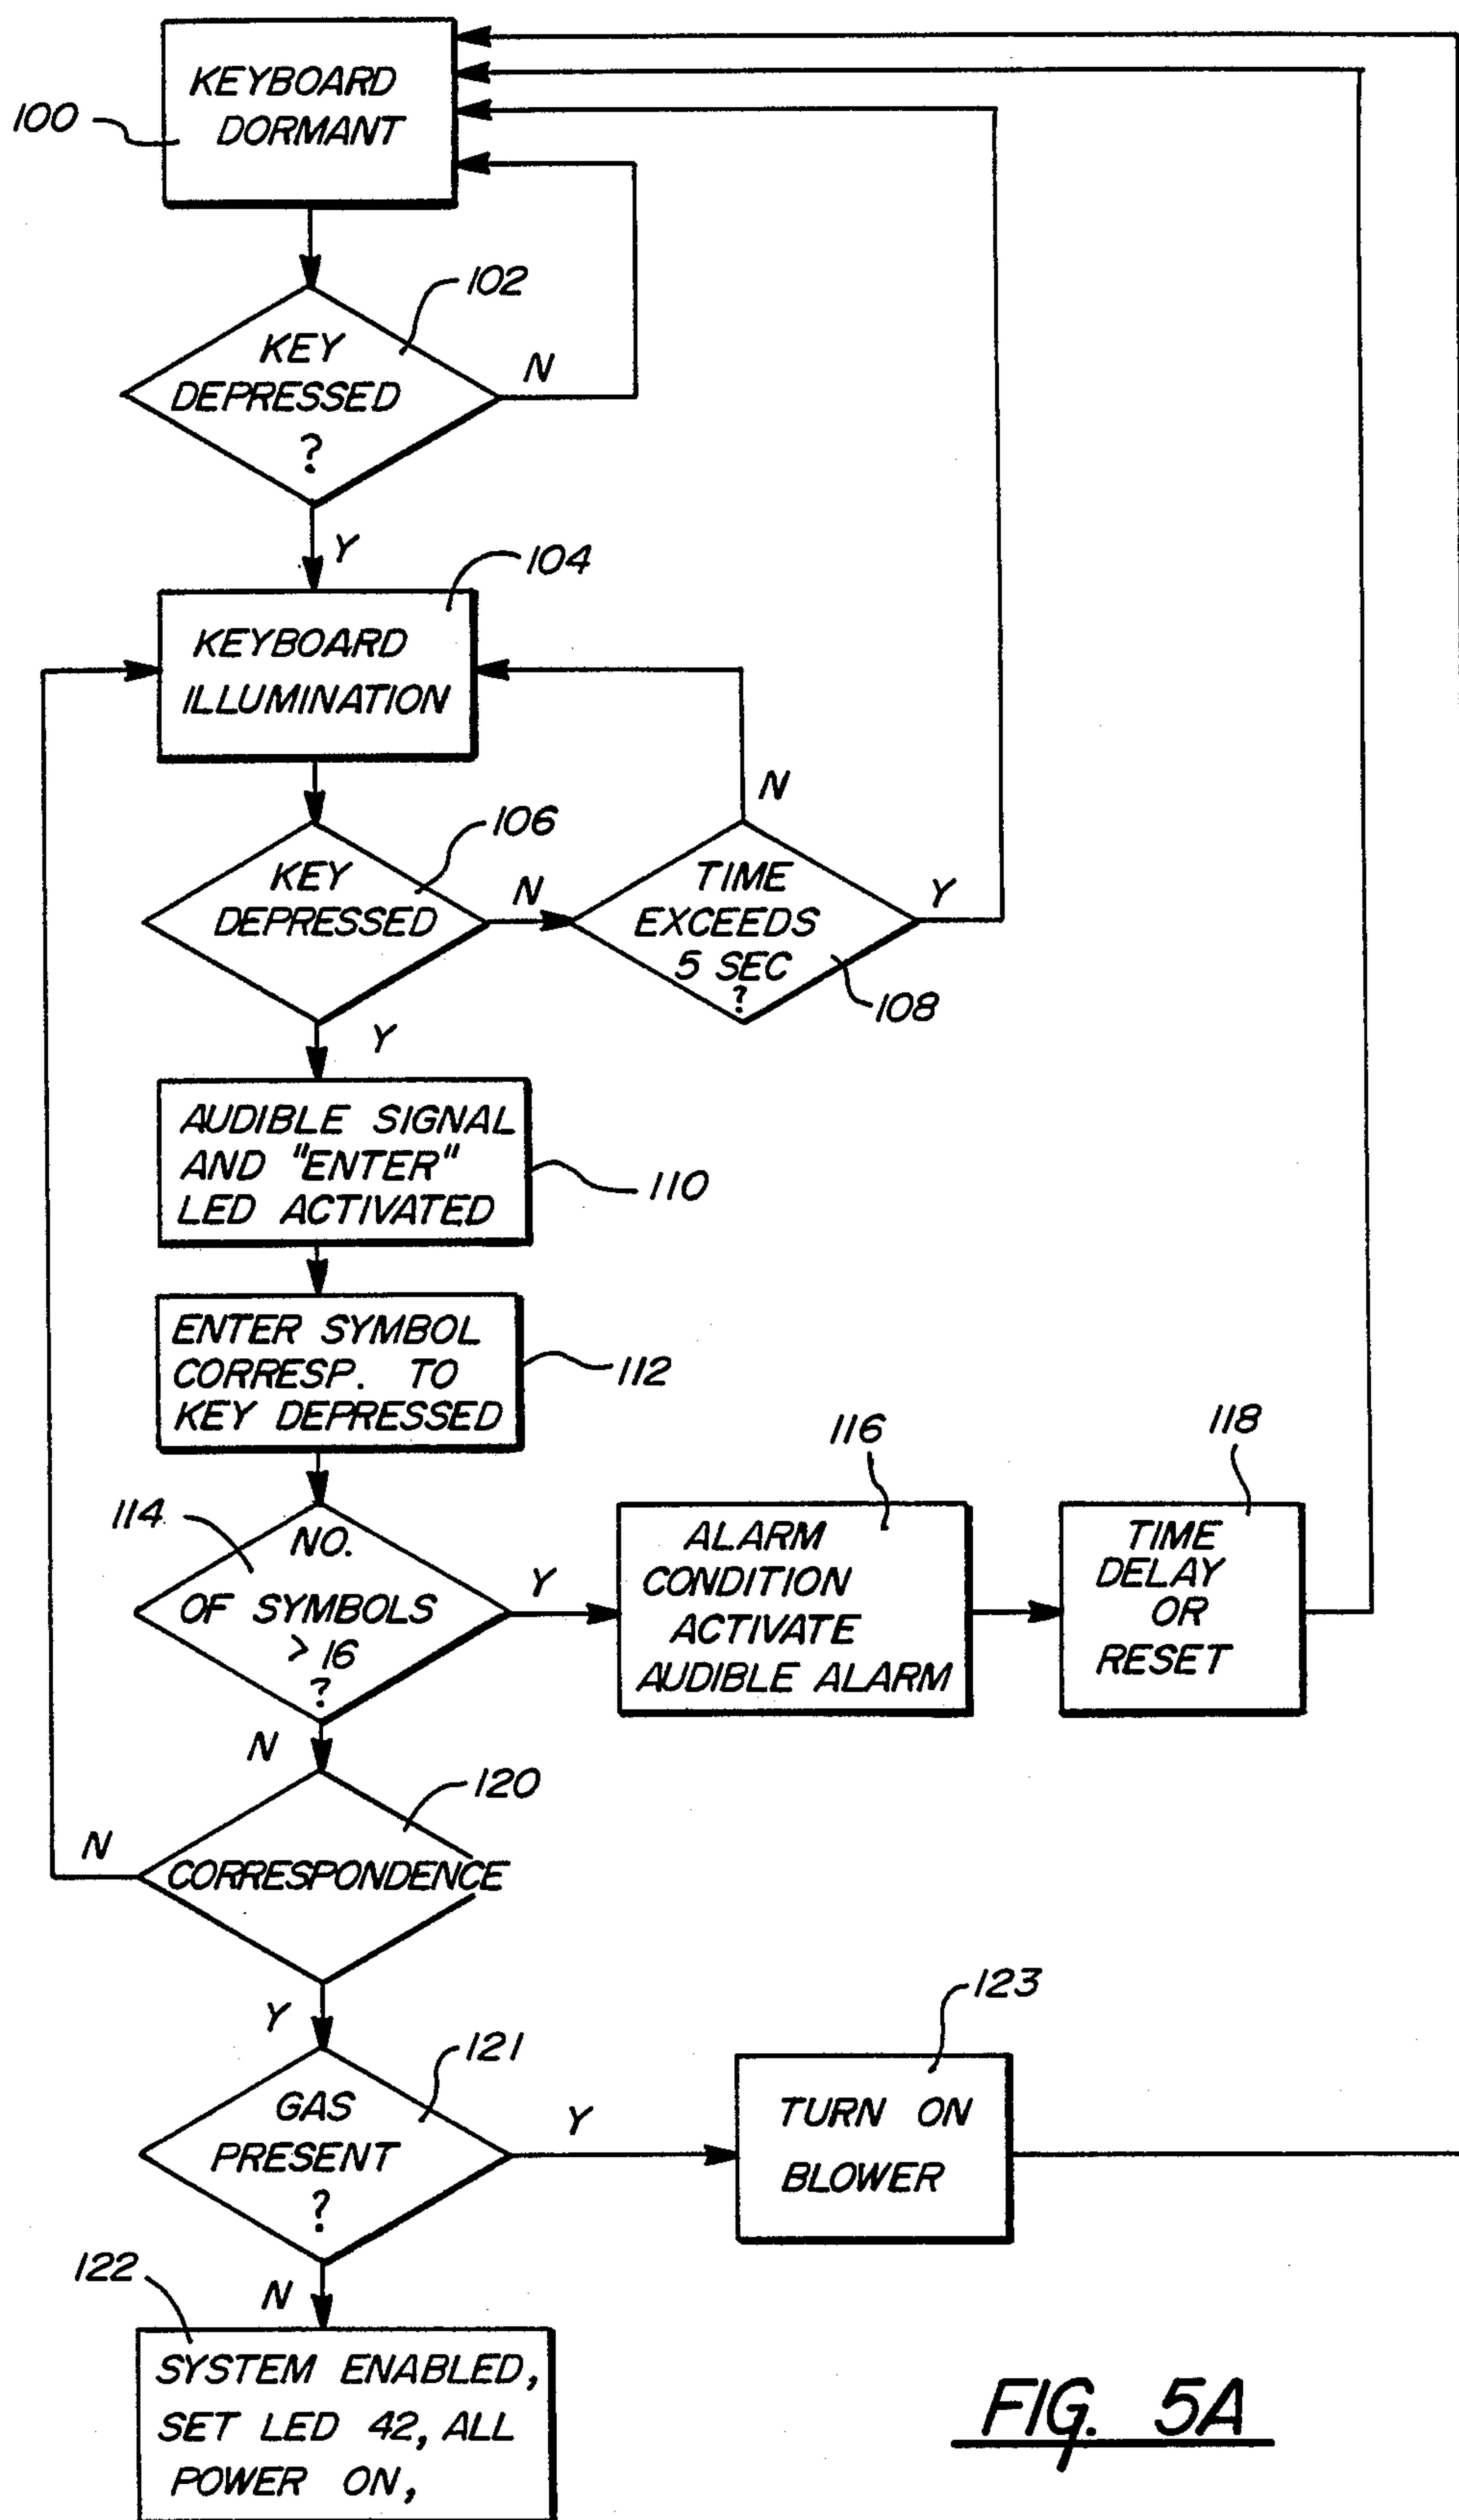 KEYBOARD
DORMANT
100
102
KEY
DEPRESSED
?
N
Y
104
KEYBOARD
ILLUMINATION
106
KEY
DEPRESSED
N
Y
N
TIME
EXCEEDS
5 SEC
?
Y
108
AUDIBLE SIGNAL
AND "ENTER"
LED ACTIVATED
110
ENTER SYMBOL
CORRESP. TO
KEY DEPRESSED
112
114
NO.
OF SYMBOLS
> 16
?
Y
N
116
ALARM
CONDITION
ACTIVATE
AUDIBLE ALARM
118
TIME
DELAY
OR
RESET
120
N
CORRESPONDENCE
Y
121
GAS
PRESENT
?
Y
N
123
TURN ON
BLOWER
122
SYSTEM ENABLED,
SET LED 42, ALL
POWER ON,
FIG. 5A